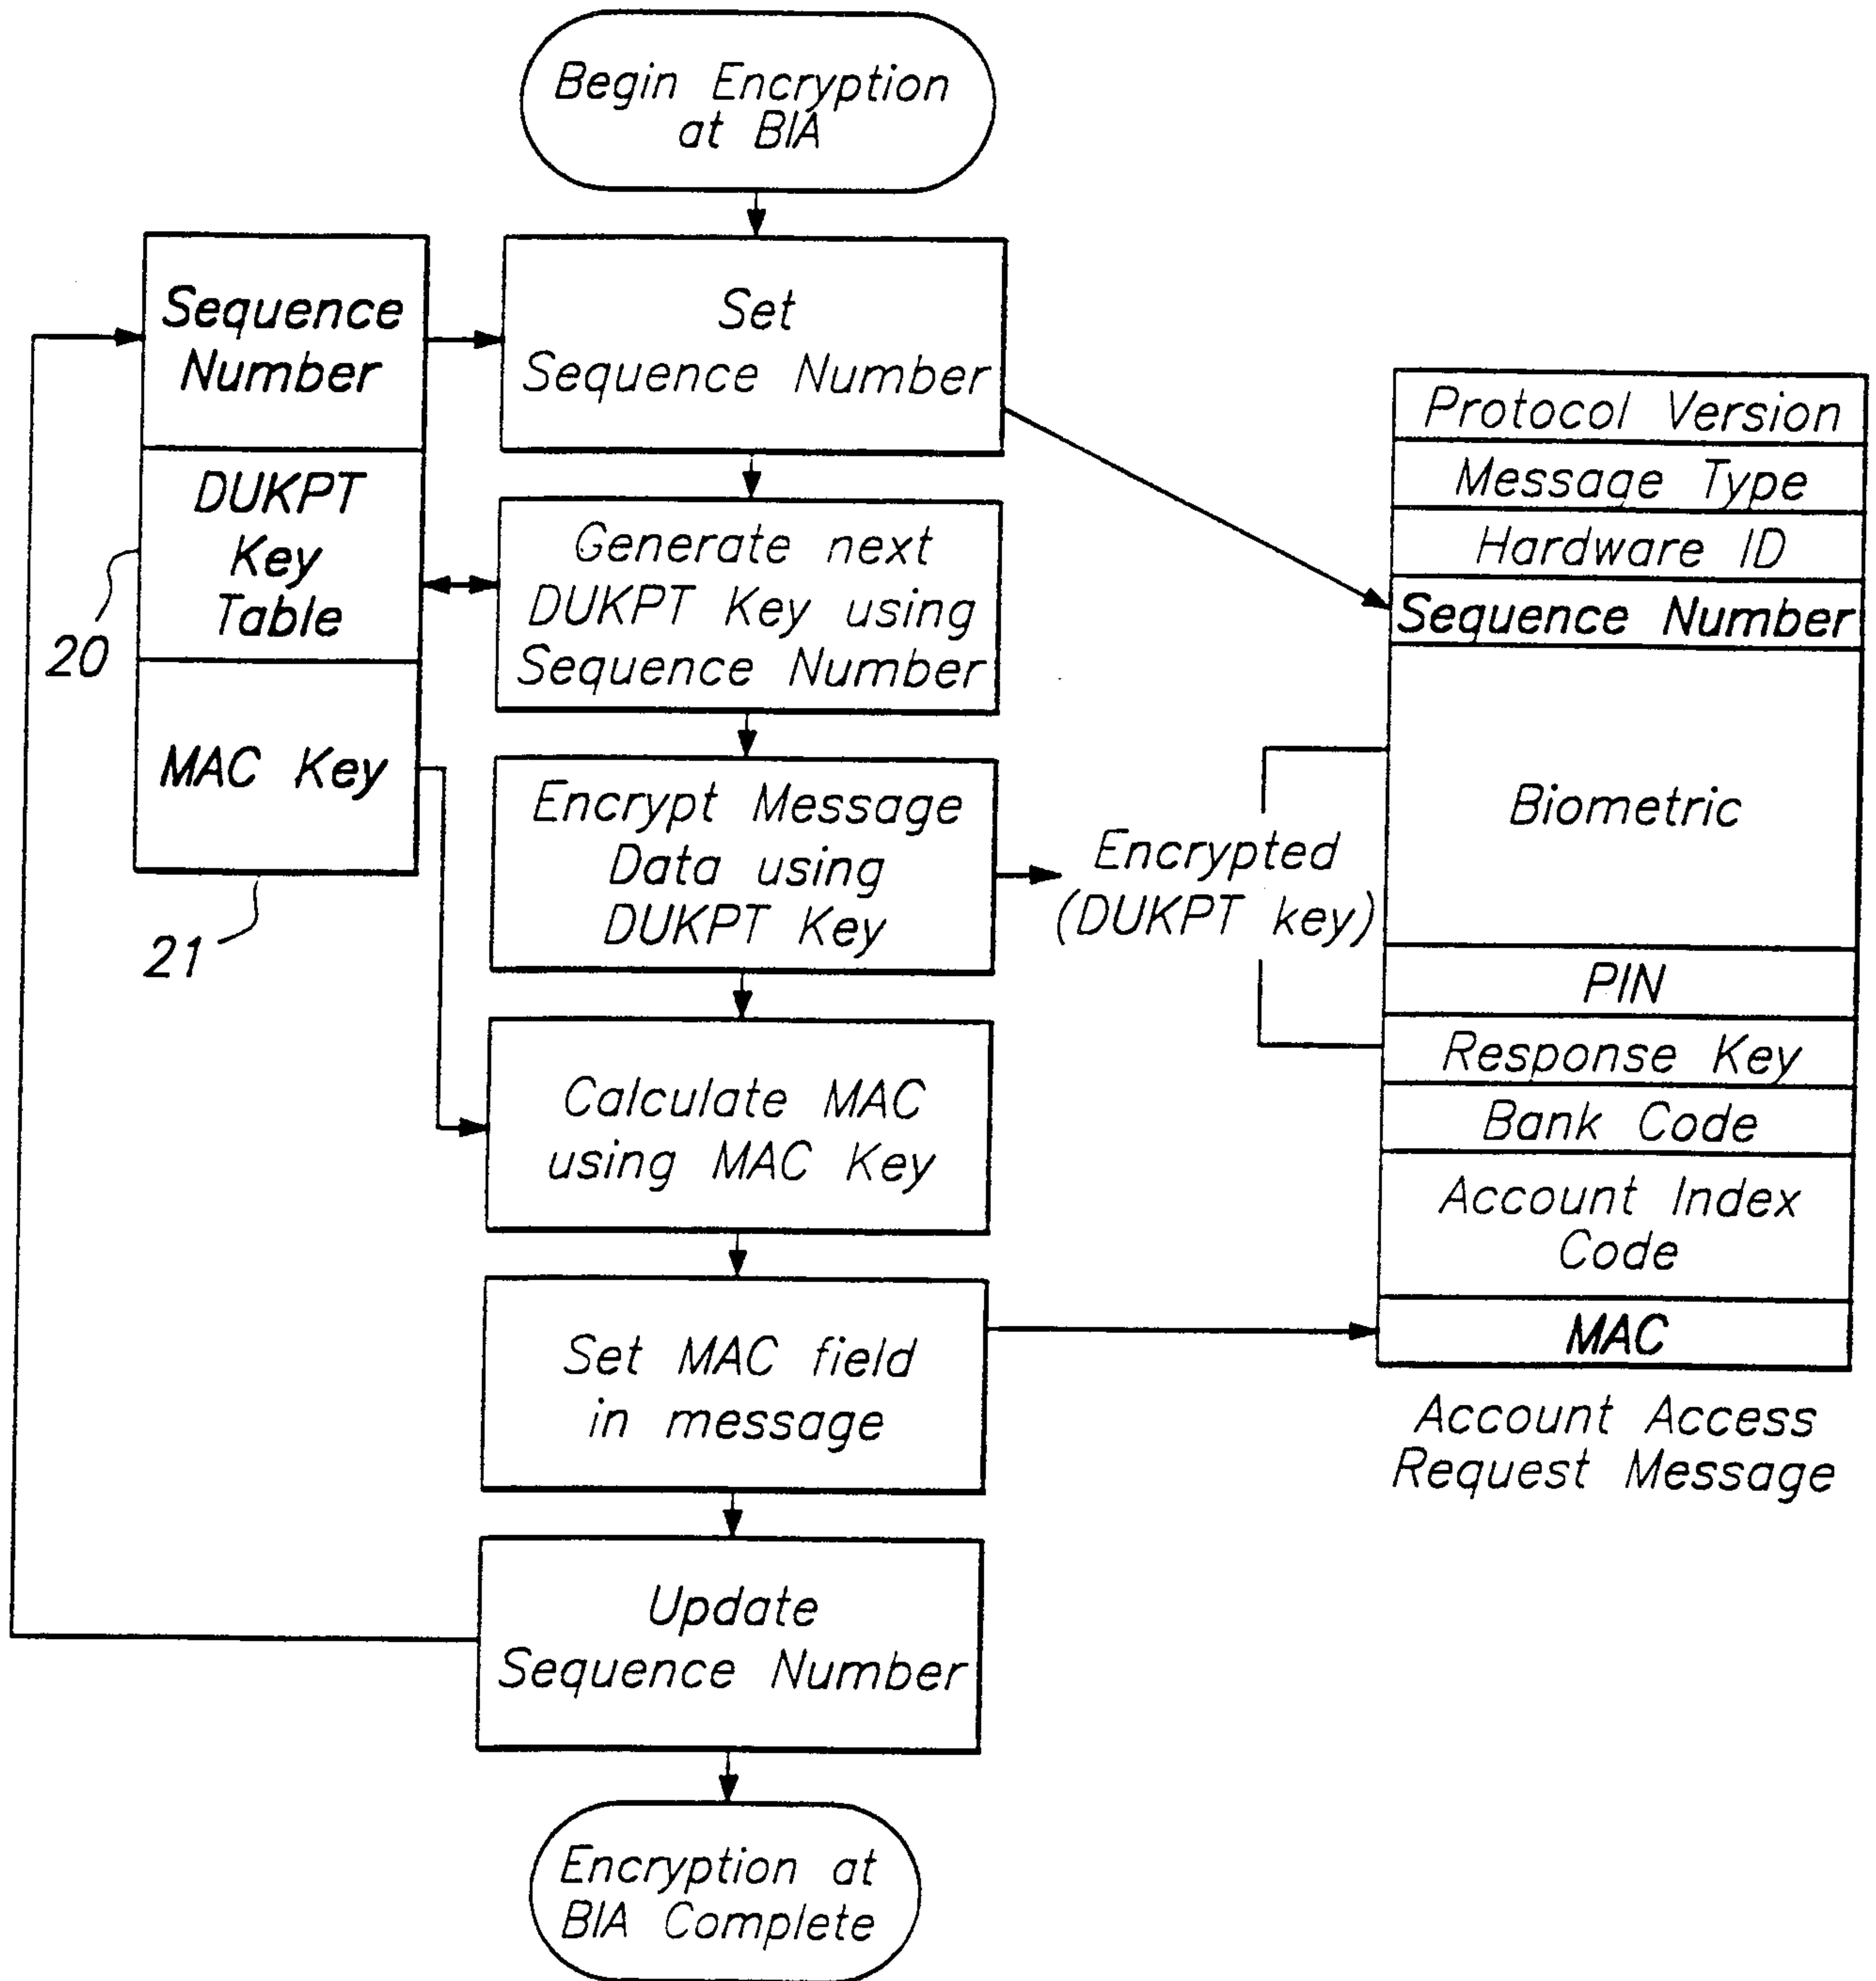 Begin Encryption
at BIA
Sequence
Number
DUKPT
Key
Table
MAC Key
20
21
Set
Sequence Number
Generate next
DUKPT Key using
Sequence Number
Encrypt Message
Data using
DUKPT Key
Calculate MAC
using MAC Key
Set MAC field
in message
Update
Sequence Number
Encryption at
BIA Complete
Encrypted
(DUKPT key)
Protocol Version
Message Type
Hardware ID
Sequence Number
Biometric
PIN
Response Key
Bank Code
Account Index
Code
MAC
Account Access
Request Message